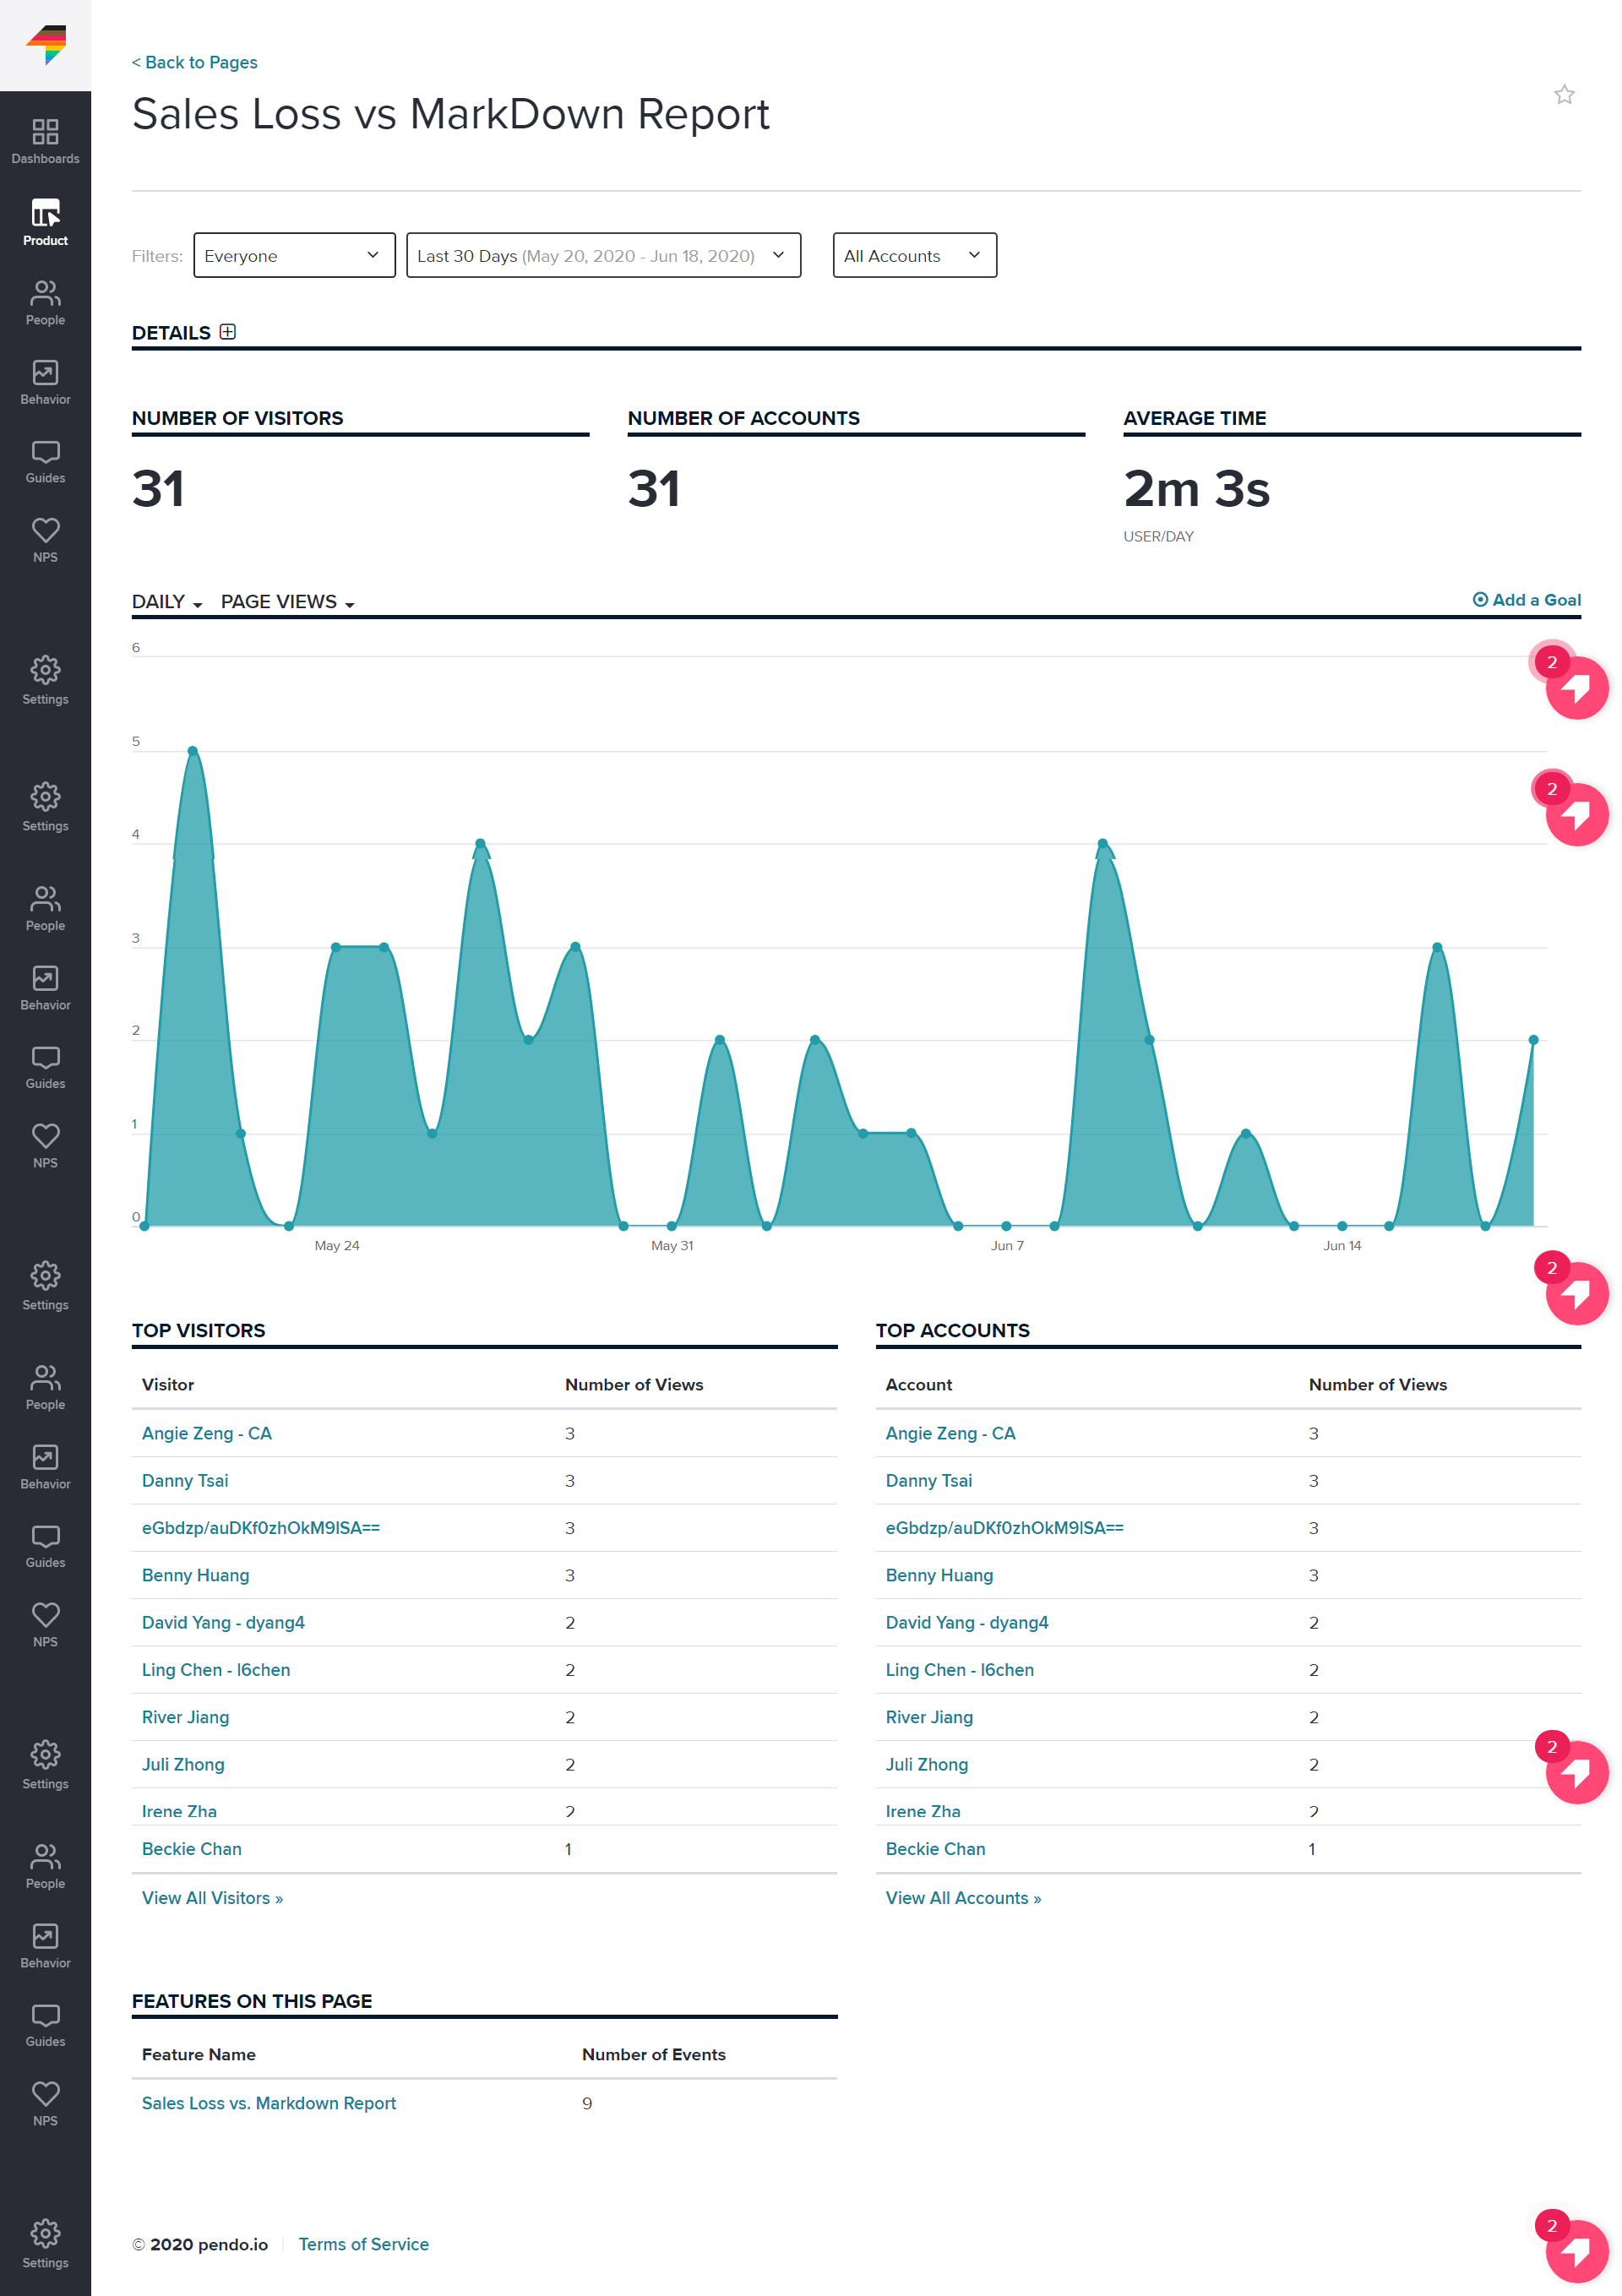 < Back to Pages
Sales Loss vs MarkDown Report
Dashboards
Product
People
Behavior
Guides
NPS
Settings
Settings
People
Behavior
Guides
NPS
Settings
People
Behavior
Guides
NPS
Settings
People
Behavior
Guides
NPS
Settings
Filters: Everyone Last 30 Days (May 20, 2020 - Jun 18, 2020) All Accounts
DETAILS
NUMBER OF VISITORS NUMBER OF ACCOUNTS AVERAGE TIME
31 31 2m 3s
USER/DAY
DAILY PAGE VIEWS Add a Goal
6
5
4
3
2
1
0
May 24 May 31 Jun 7 Jun 14
2
2
2
2
2
TOP VISITORS
Visitor Number of Views
Angie Zeng - CA 3
Danny Tsai 3
eGbdzp/auDKf0zhOkM9lSA== 3
Benny Huang 3
David Yang - dyang4 2
Ling Chen - l6chen 2
River Jiang 2
Juli Zhong 2
Irene Zha 2
Beckie Chan 1
View All Visitors »
TOP ACCOUNTS
Account Number of Views
Angie Zeng - CA 3
Danny Tsai 3
eGbdzp/auDKf0zhOkM9lSA== 3
Benny Huang 3
David Yang - dyang4 2
Ling Chen - l6chen 2
River Jiang 2
Juli Zhong 2
Irene Zha 2
Beckie Chan 1
View All Accounts »
FEATURES ON THIS PAGE
Feature Name Number of Events
Sales Loss vs. Markdown Report 9
© 2020 pendo.io Terms of Service